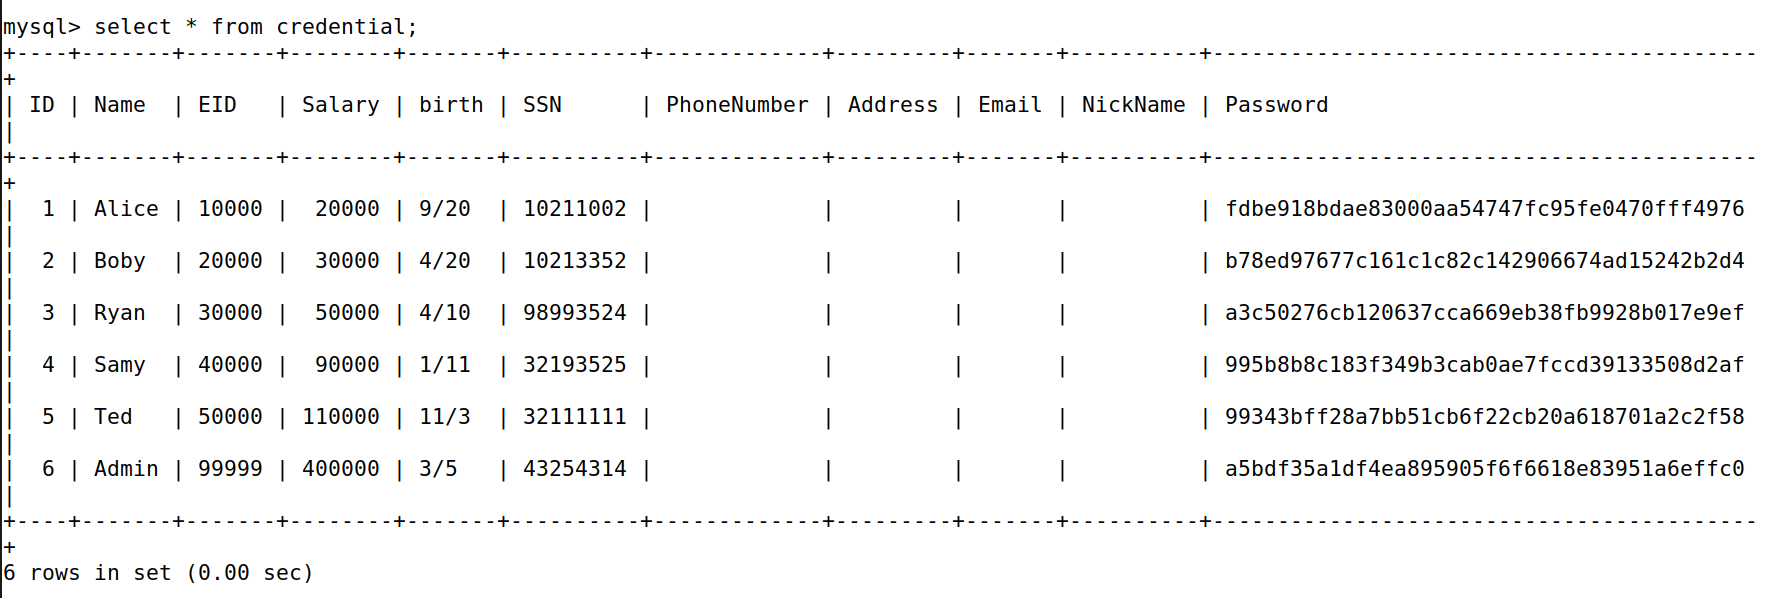 mysql> select * from credential;
+----+-------+-------+--------+-------+----------+-------------+---------+-------+----------+------------------------------------------
+
| ID | Name  | EID   | Salary | birth | SSN      | PhoneNumber | Address | Email | NickName | Password
|
+----+-------+-------+--------+-------+----------+-------------+---------+-------+----------+------------------------------------------
+
|  1 | Alice | 10000 |  20000 | 9/20  | 10211002 |             |         |       |          | fdbe918bdae83000aa54747fc95fe0470fff4976
|
|  2 | Boby  | 20000 |  30000 | 4/20  | 10213352 |             |         |       |          | b78ed97677c161c1c82c142906674ad15242b2d4
|
|  3 | Ryan  | 30000 |  50000 | 4/10  | 98993524 |             |         |       |          | a3c50276cb120637cca669eb38fb9928b017e9ef
|
|  4 | Samy  | 40000 |  90000 | 1/11  | 32193525 |             |         |       |          | 995b8b8c183f349b3cab0ae7fccd39133508d2af
|
|  5 | Ted   | 50000 | 110000 | 11/3  | 32111111 |             |         |       |          | 99343bff28a7bb51cb6f22cb20a618701a2c2f58
|
|  6 | Admin | 99999 | 400000 | 3/5   | 43254314 |             |         |       |          | a5bdf35a1df4ea895905f6f6618e83951a6effc0
|
+----+-------+-------+--------+-------+----------+-------------+---------+-------+----------+------------------------------------------
+
6 rows in set (0.00 sec)